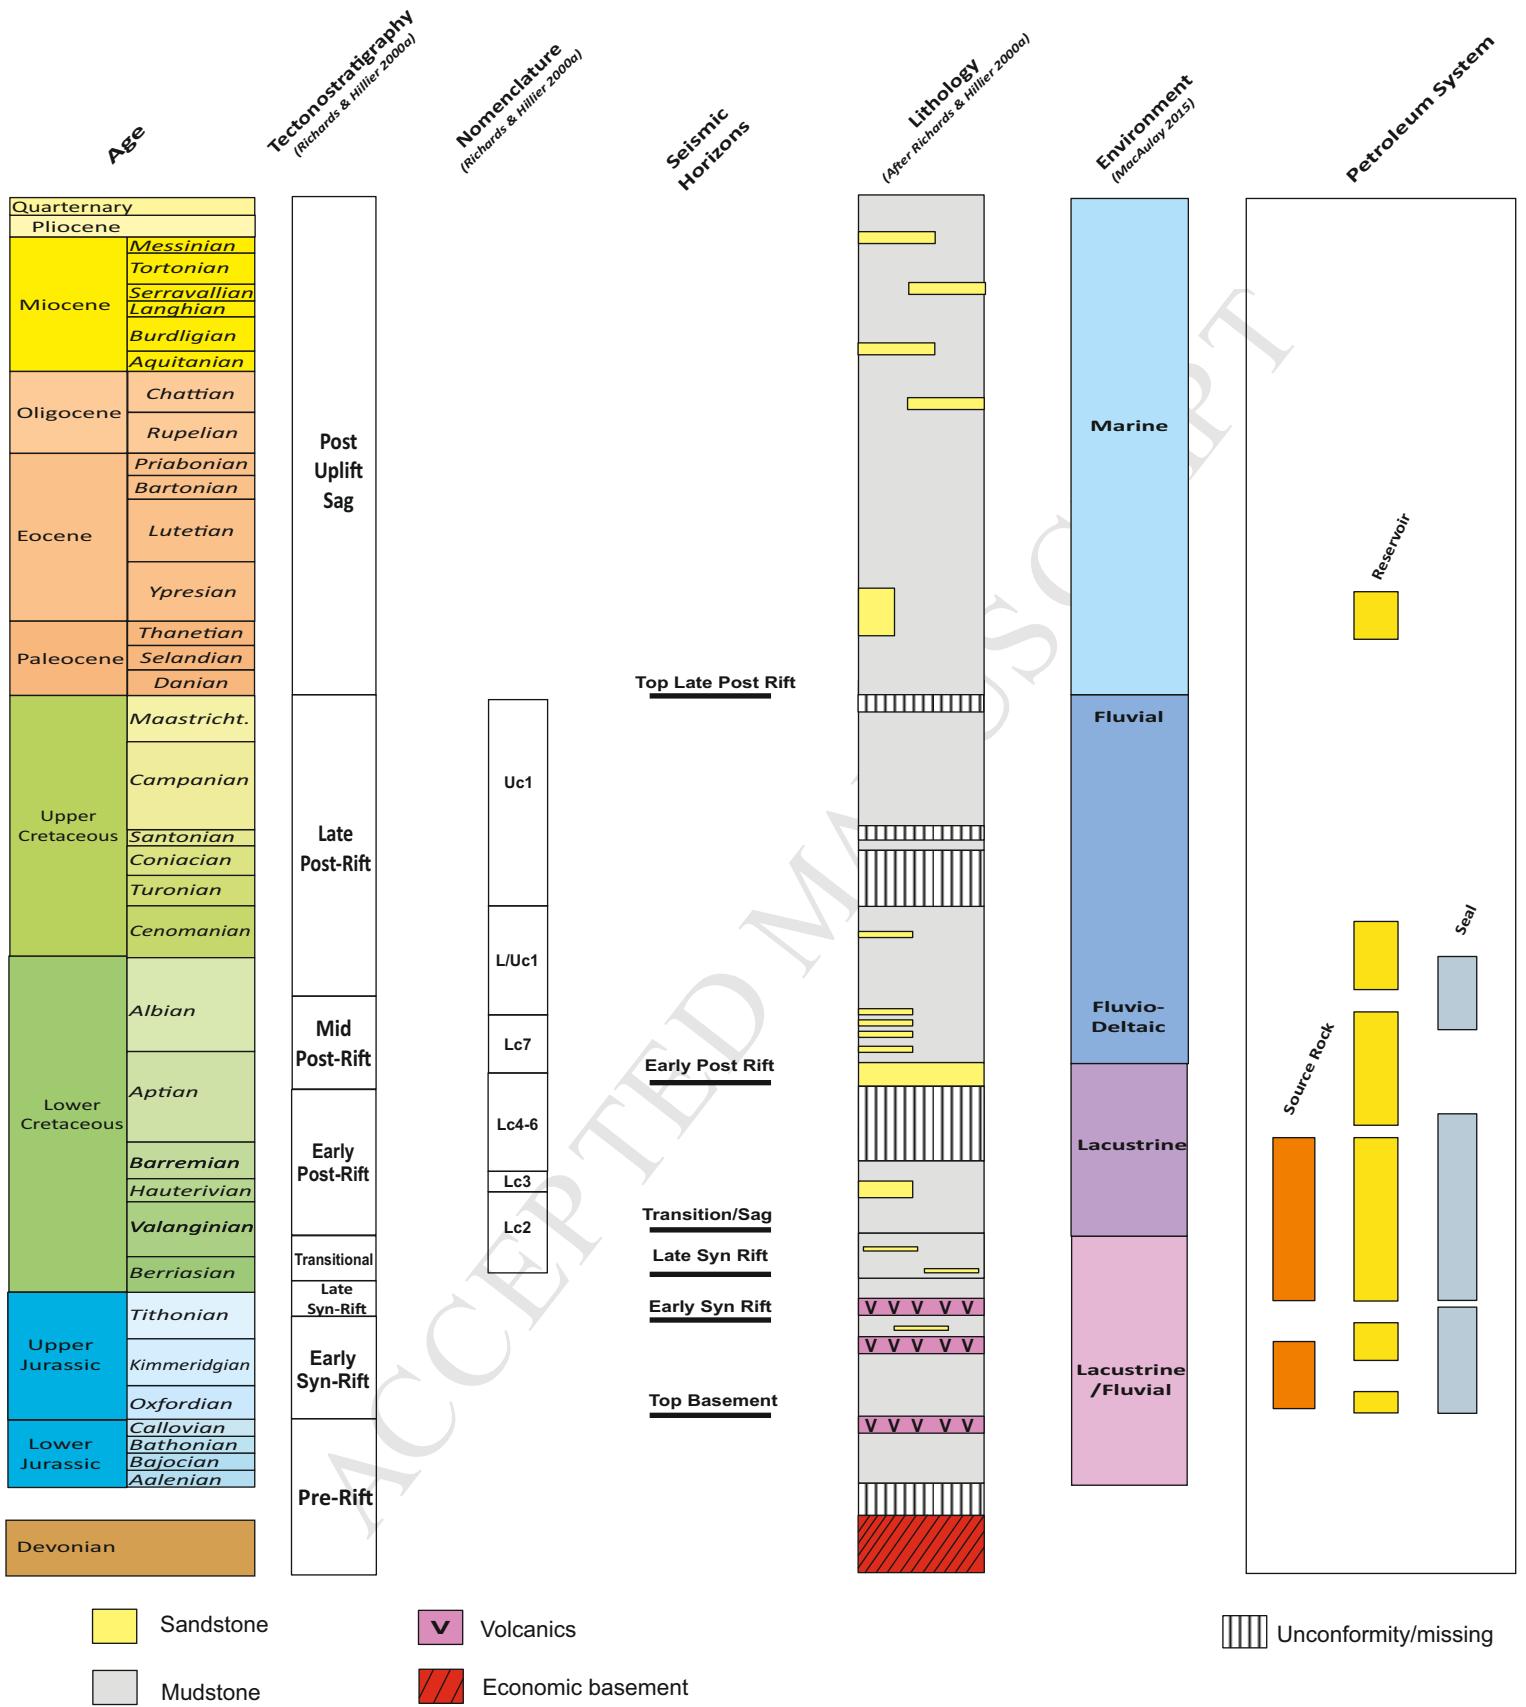 Age
Tectonostratigraphy
(Richards & Hillier 2000a)
Nomenclature
(Richards & Hillier 2000a)
Seismic
Horizons
Lithology
(After Richards & Hillier 2000a)
Environment
(MacAulay 2015)
Petroleum System
Quarternary
Pliocene
Miocene
Messinian
Tortonian
Serravallian
Langhian
Burdligian
Aquitanian
Oligocene
Chattian
Rupelian
Eocene
Priabonian
Bartonian
Lutetian
Ypresian
Paleocene
Thanetian
Selandian
Danian
Upper
Cretaceous
Maastricht.
Campanian
Santonian
Coniacian
Turonian
Cenomanian
Lower
Cretaceous
Albian
Aptian
Barremian
Hauterivian
Valanginian
Berriasian
Upper
Jurassic
Tithonian
Kimmeridgian
Oxfordian
Lower
Jurassic
Callovian
Bathonian
Bajocian
Aalenian
Devonian
Post
Uplift
Sag
Late
Post-Rift
Mid
Post-Rift
Early
Post-Rift
Transitional
Late
Syn-Rift
Early
Syn-Rift
Pre-Rift
Uc1
L/Uc1
Lc7
Lc4-6
Lc3
Lc2
Top Late Post Rift
Early Post Rift
Transition/Sag
Late Syn Rift
Early Syn Rift
Top Basement
V V V V V
V V V V V
V V V V V
Marine
Fluvial
Fluvio-
Deltaic
Lacustrine
Lacustrine
/Fluvial
Source Rock
Reservoir
Seal
ACCEPTED MANUSCRIPT
Sandstone
Mudstone
V
Volcanics
Economic basement
Unconformity/missing